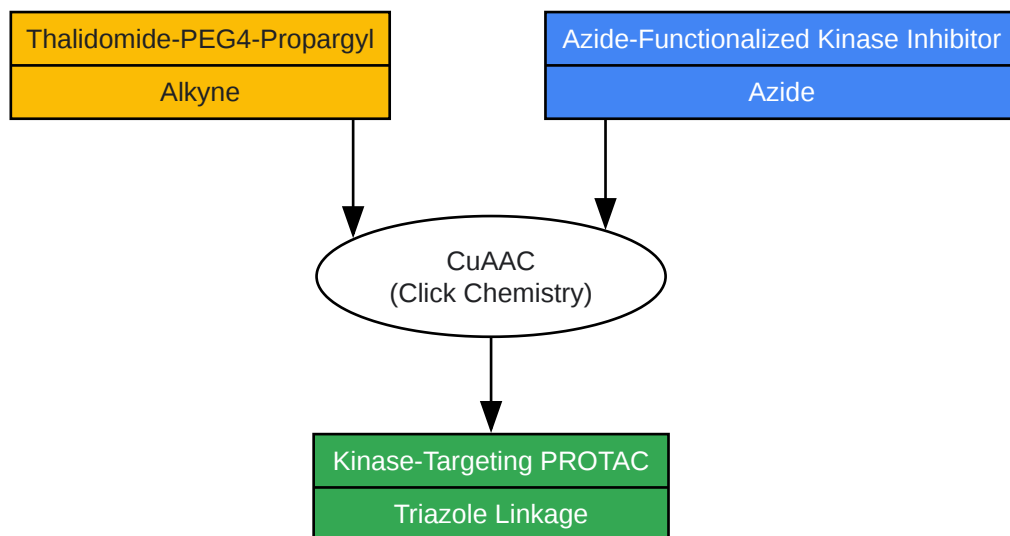 Thalidomide-PEG4-Propargyl
Alkyne
Azide-Functionalized Kinase Inhibitor
Azide
CuAAC
(Click Chemistry)
Kinase-Targeting PROTAC
Triazole Linkage